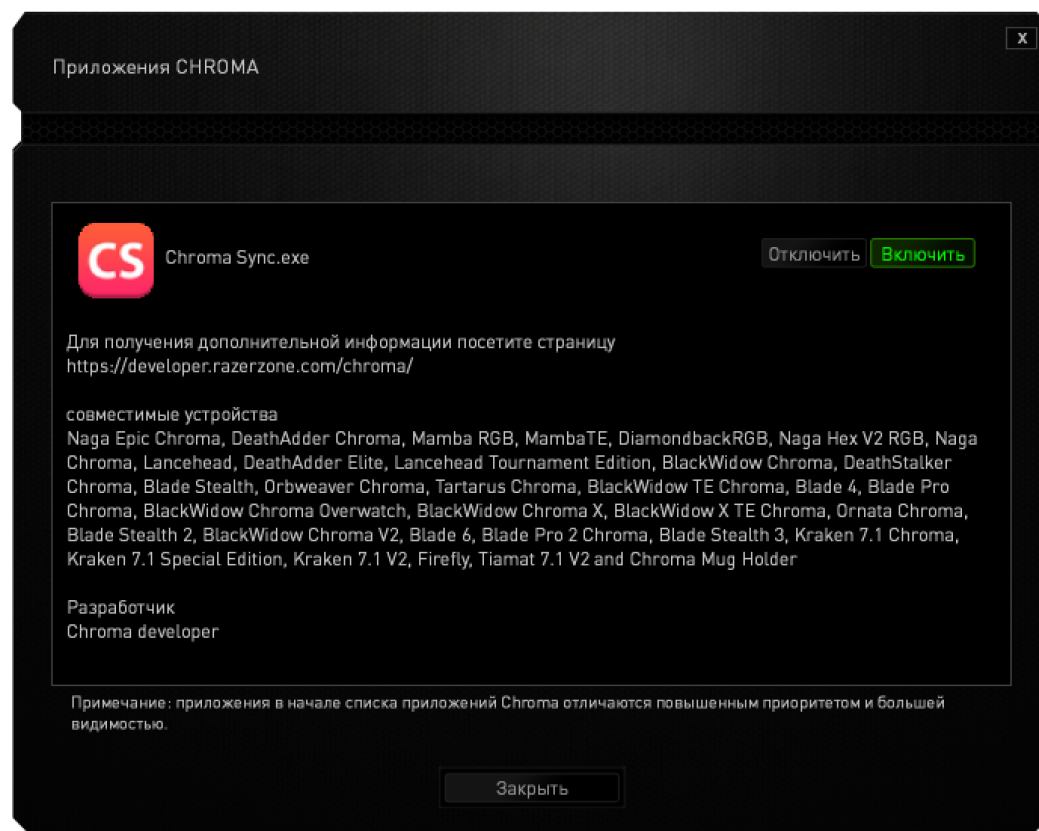 X
Приложения CHROMA
CS
Chroma Sync.exe
Отключить
Включить
Для получения дополнительной информации посетите страницу
https://developer.razerzone.com/chroma/
совместимые устройства
Naga Epic Chroma, DeathAdder Chroma, Mamba RGB, MambaTE, DiamondbackRGB, Naga Hex V2 RGB, Naga
Chroma, Lancehead, DeathAdder Elite, Lancehead Tournament Edition, BlackWidow Chroma, DeathStalker
Chroma, Blade Stealth, Orbweaver Chroma, Tartarus Chroma, BlackWidow TE Chroma, Blade 4, Blade Pro
Chroma, BlackWidow Chroma Overwatch, BlackWidow Chroma X, BlackWidow X TE Chroma, Ornata Chroma,
Blade Stealth 2, BlackWidow Chroma V2, Blade 6, Blade Pro 2 Chroma, Blade Stealth 3, Kraken 7.1 Chroma,
Kraken 7.1 Special Edition, Kraken 7.1 V2, Firefly, Tiamat 7.1 V2 and Chroma Mug Holder
Разработчик
Chroma developer
Примечание: приложения в начале списка приложений Chroma отличаются повышенным приоритетом и большей
видимостью.
Закрыть